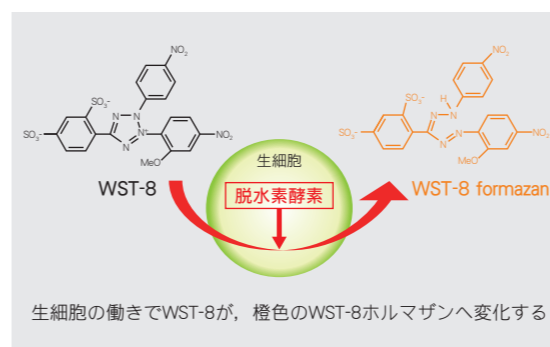 NO₂
SO₃⁻
SO₃⁻
N
N
N
N⁺
NO₂
MeO
WST-8
NO₂
SO₃⁻
SO₃⁻
H
N
N
N
N
NO₂
MeO
WST-8 formazan
生細胞
脱水素酵素
生細胞の働きでWST-8が，橙色のWST-8ホルマザンへ変化する